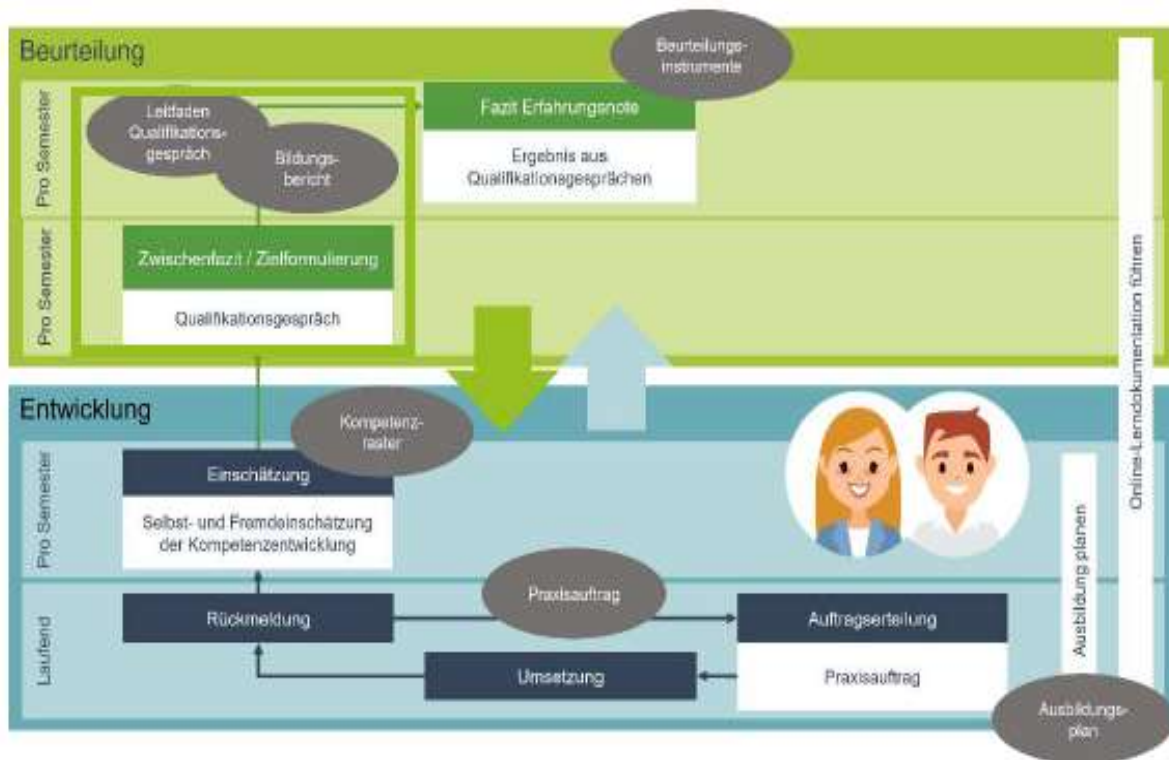 Beurteilung
Beurteilungs-
instrumente
Pro Semester
Leitfaden
Qualifikations-
gespräch
Bildungs-
bericht
Fazit Erfahrungsnote
Ergebnis aus
Qualifikationsgesprächen
Pro Semester
Zwischenfazit / Zielformulierung
Qualifikationsgespräch
Entwicklung
Kompetenz-
raster
Pro Semester
Einschätzung
Selbst- und Fremdeinschätzung
der Kompetenzentwicklung
Laufend
Rückmeldung
Praxisauftrag
Auftragserteilung
Umsetzung
Praxisauftrag
Ausbildung planen
Online-Lerndokumentation führen
Ausbildungs-
plan